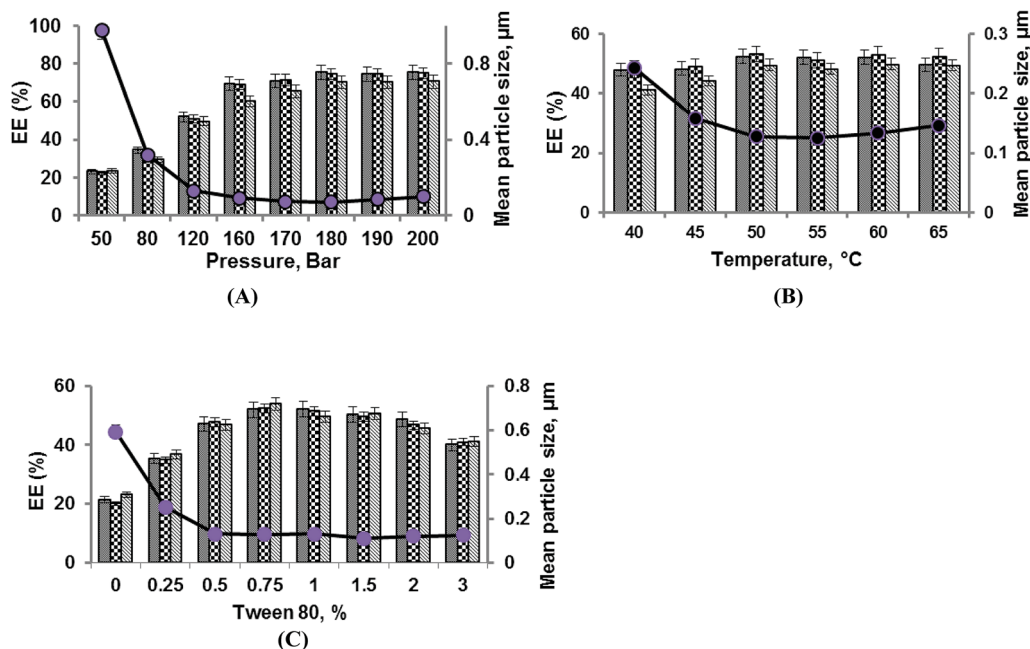 100
80
60
40
20
0
EE (%)
0.8
0.4
0
Mean particle size, µm
50 80 120 160 170 180 190 200
Pressure, Bar
(A)
60
40
20
0
EE (%)
0.3
0.2
0.1
0
Mean particle size, µm
40 45 50 55 60 65
Temperature, °C
(B)
60
40
20
0
EE (%)
0.8
0.6
0.4
0.2
0
Mean particle size, µm
0 0.25 0.5 0.75 1 1.5 2 3
Tween 80, %
(C)